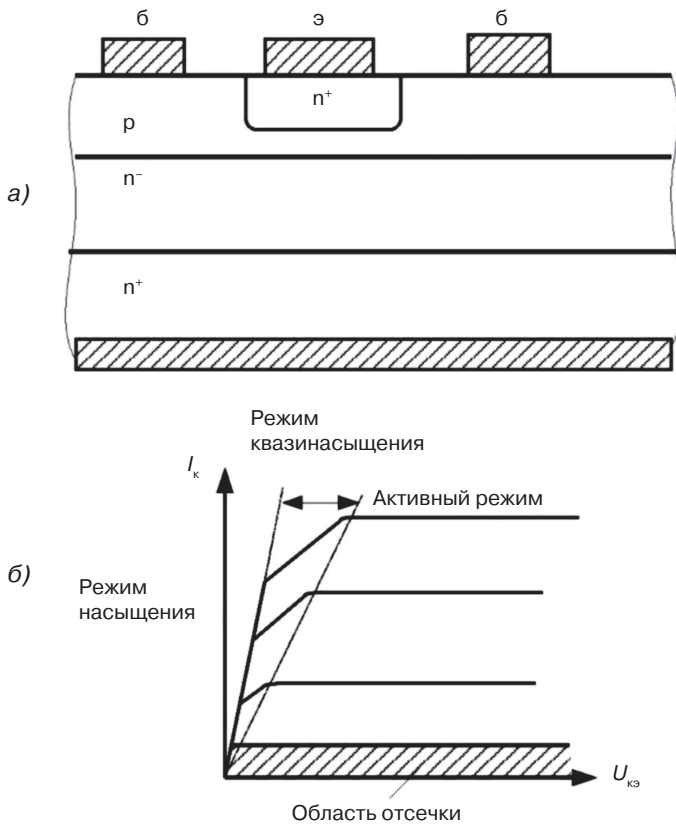 б э б
n⁺
p
а)
n⁻
n⁺
Режим
квазинасыщения
Iк
Активный режим
б)
Режим
насыщения
Uкэ
Область отсечки